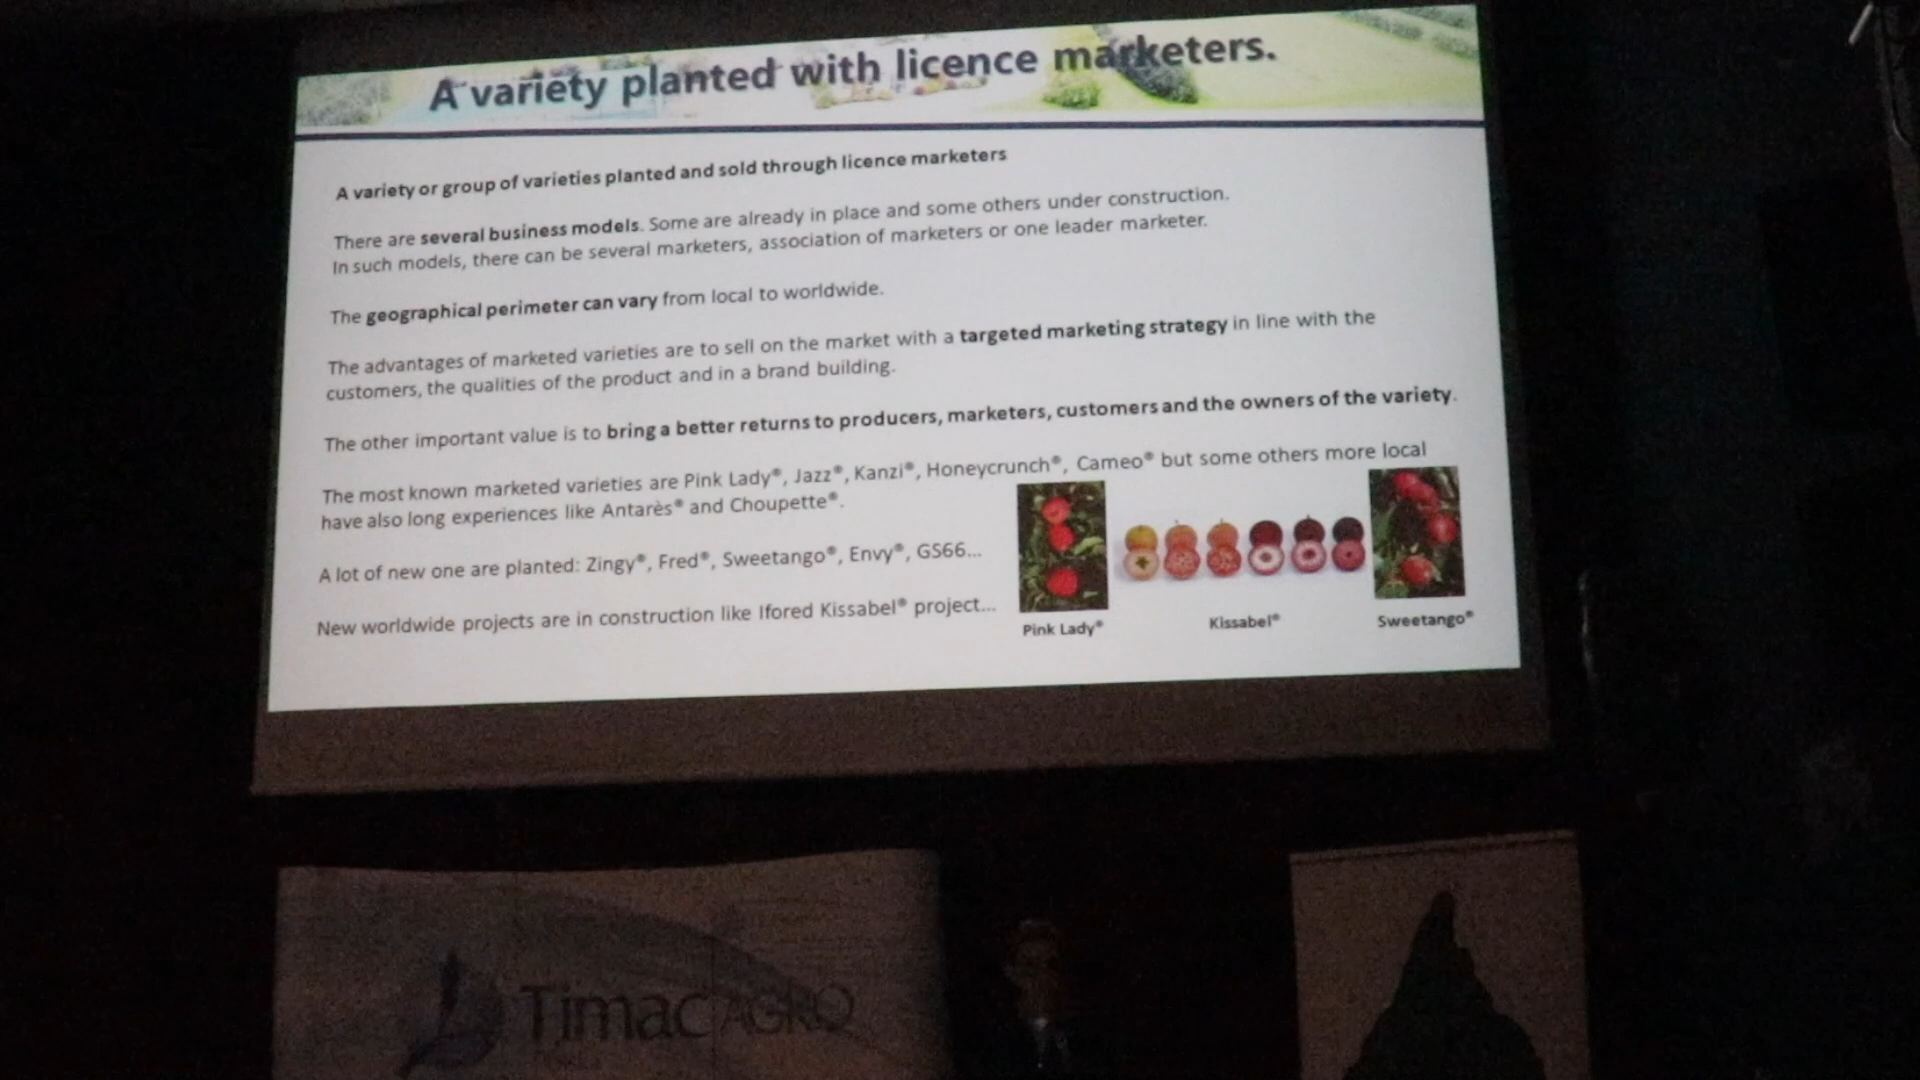 A variety planted with licence marketers.
A variety or group of varieties planted and sold through licence marketers
There are several business models. Some are already in place and some others under construction.
In such models, there can be several marketers, association of marketers or one leader marketer.
The geographical perimeter can vary from local to worldwide.
The advantages of marketed varieties are to sell on the market with a targeted marketing strategy in line with the
customers, the qualities of the product and in a brand building.
The other important value is to bring a better returns to producers, marketers, customers and the owners of the variety.
The most known marketed varieties are Pink Lady®, Jazz®, Kanzi®, Honeycrunch®, Cameo® but some others more local
have also long experiences like Antarès® and Choupette®.
A lot of new one are planted: Zingy®, Fred®, Sweetango®, Envy®, GS66...
New worldwide projects are in construction like Ifored Kissabel® project...
Pink Lady®
Kissabel®
Sweetango®
Timac AGRO